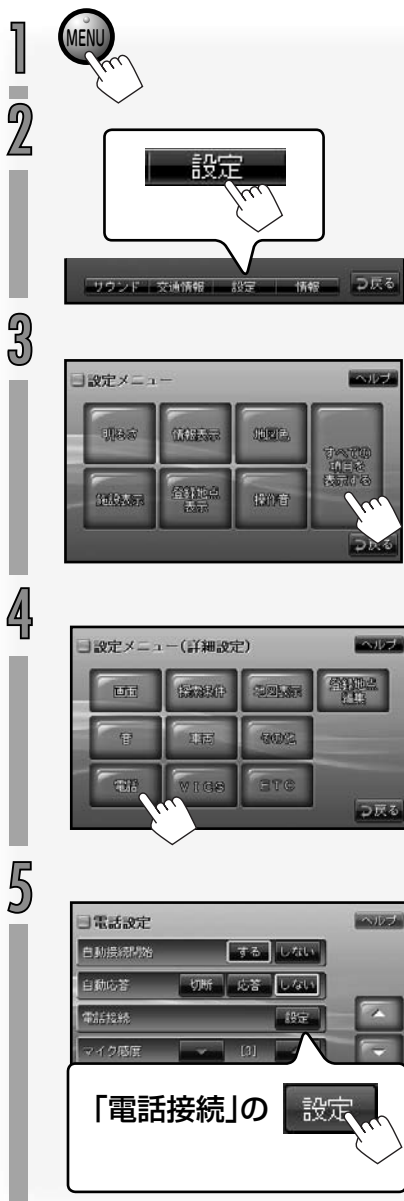 1
MENU
2
設定
サウンド 交通情報 設定 情報 戻る
3
設定メニュー ヘルプ
明るさ 情報表示 地図色 すべての項目を表示する
施設表示 登録地点表示 操作音
戻る
4
設定メニュー(詳細設定) ヘルプ
画面 探索条件 地図表示 登録地点編集
音 車両 その他
電話 VICS ETC
戻る
5
電話設定 ヘルプ
自動接続開始 する しない
自動応答 切断 応答 しない
電話接続 設定
マイク感度 [3]
「電話接続」の 設定